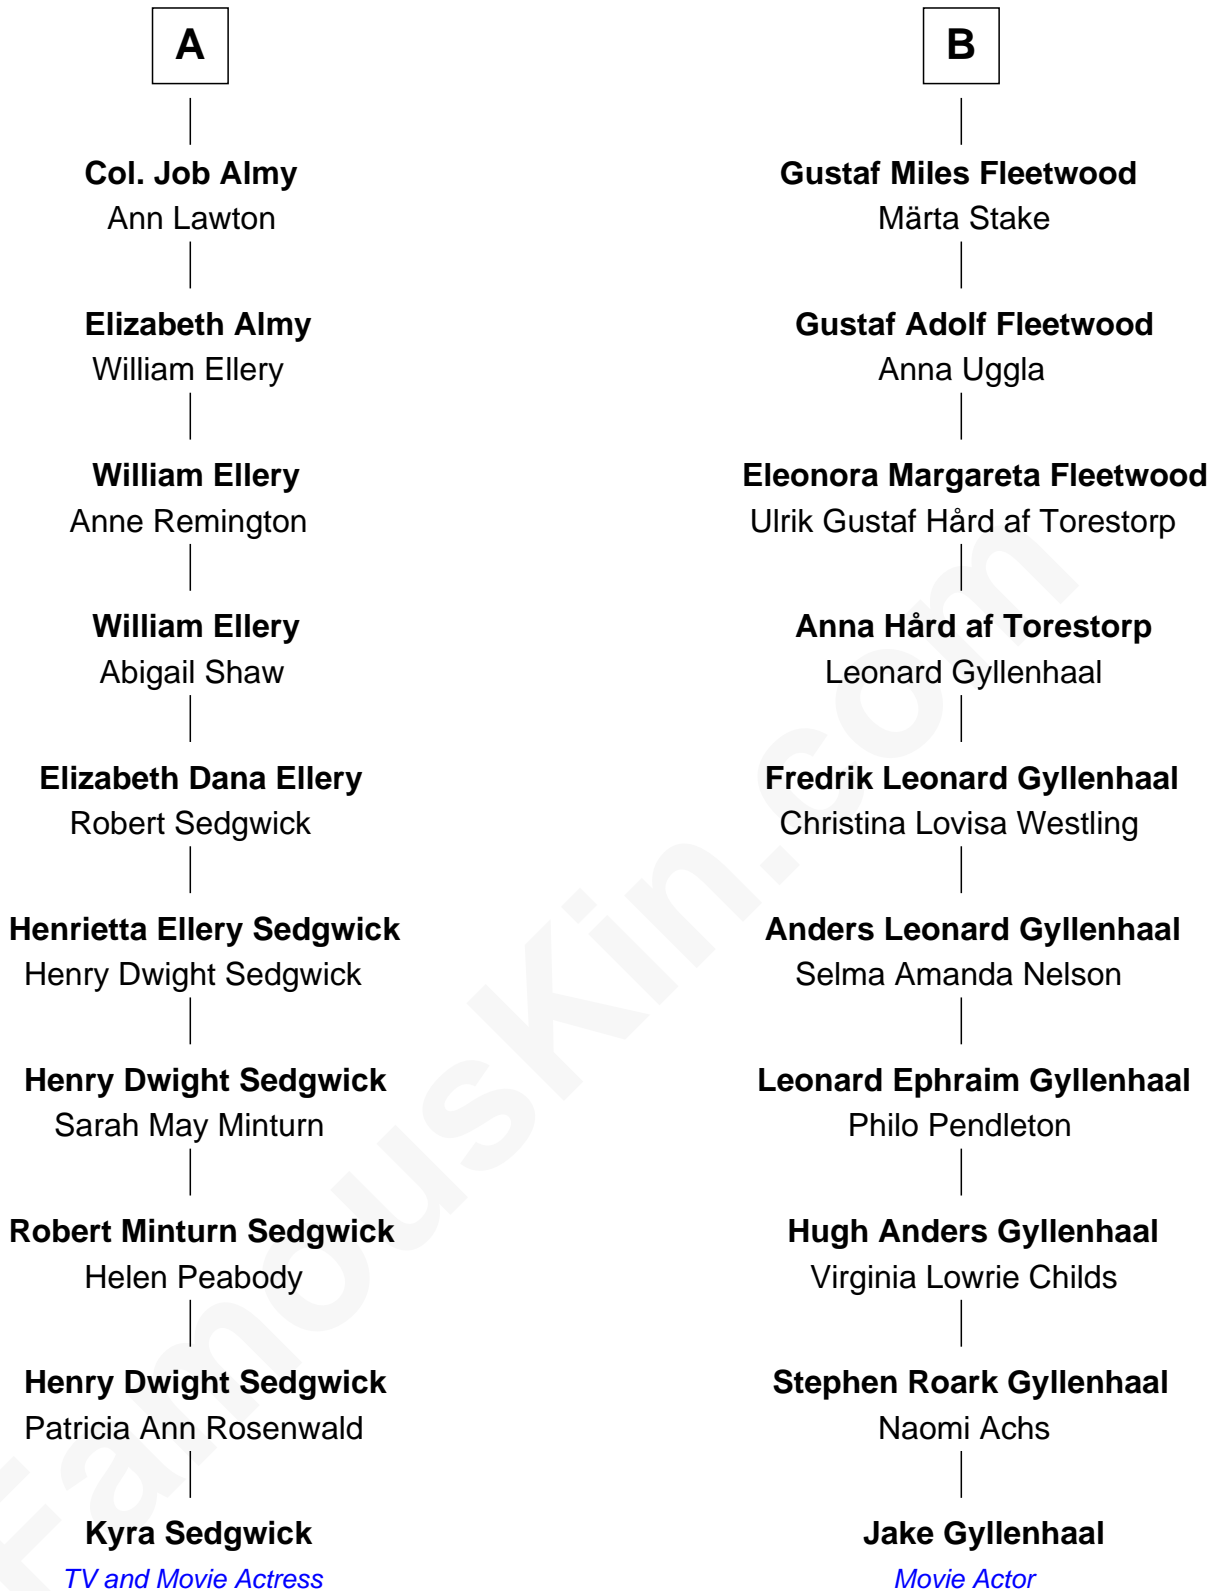 A
Col. Job Almy
Ann Lawton
Elizabeth Almy
William Ellery
William Ellery
Anne Remington
William Ellery
Abigail Shaw
Elizabeth Dana Ellery
Robert Sedgwick
Henrietta Ellery Sedgwick
Henry Dwight Sedgwick
Henry Dwight Sedgwick
Sarah May Minturn
Robert Minturn Sedgwick
Helen Peabody
Henry Dwight Sedgwick
Patricia Ann Rosenwald
Kyra Sedgwick
TV and Movie Actress
B
Gustaf Miles Fleetwood
Märta Stake
Gustaf Adolf Fleetwood
Anna Uggla
Eleonora Margareta Fleetwood
Ulrik Gustaf Hård af Torestorp
Anna Hård af Torestorp
Leonard Gyllenhaal
Fredrik Leonard Gyllenhaal
Christina Lovisa Westling
Anders Leonard Gyllenhaal
Selma Amanda Nelson
Leonard Ephraim Gyllenhaal
Philo Pendleton
Hugh Anders Gyllenhaal
Virginia Lowrie Childs
Stephen Roark Gyllenhaal
Naomi Achs
Jake Gyllenhaal
Movie Actor
FamousKin.com